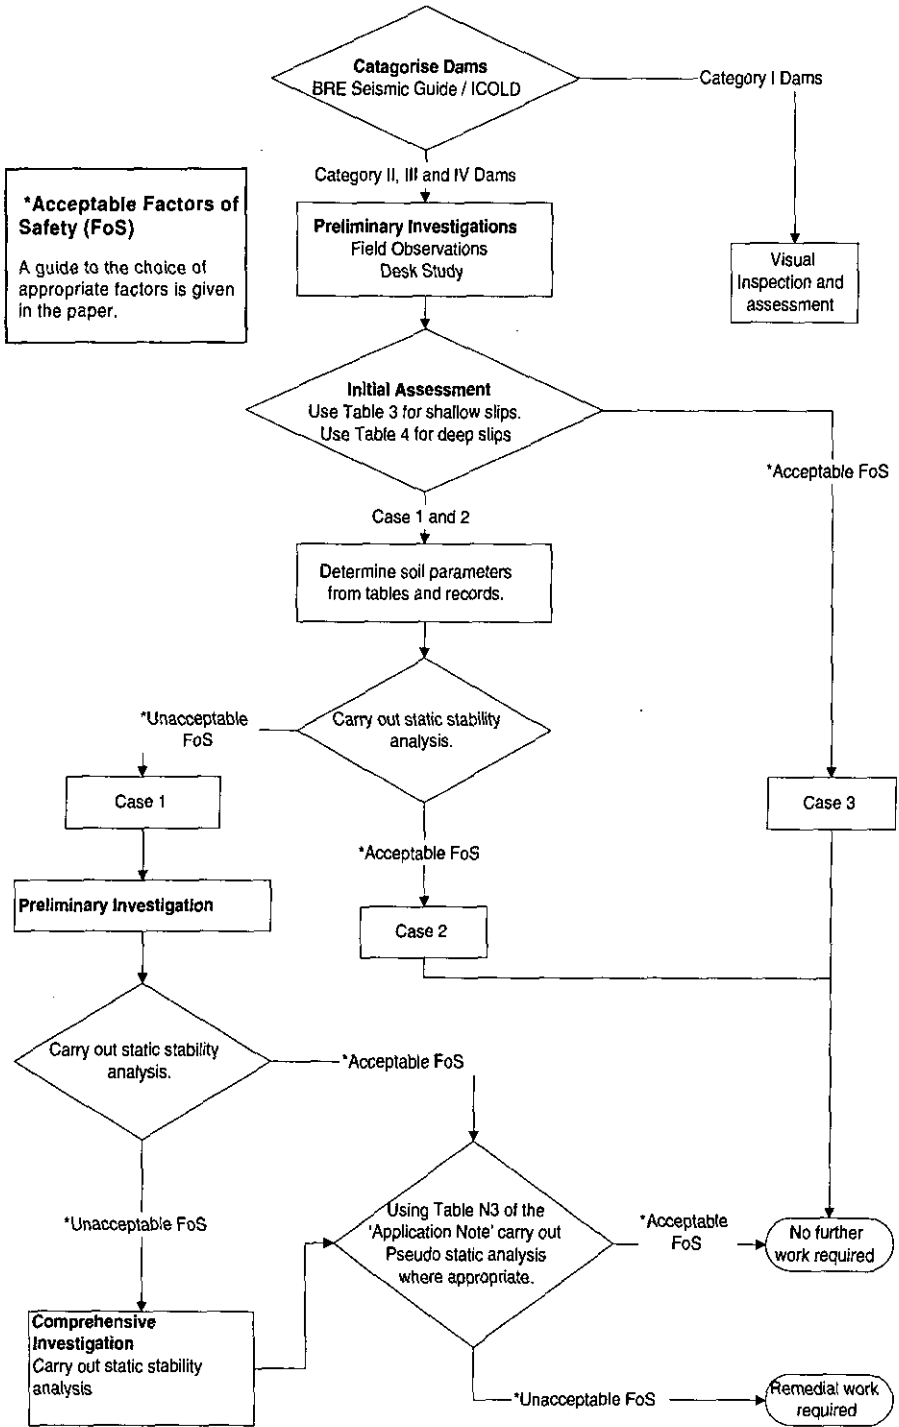 Catagorise Dams
BRE Seismic Guide / ICOLD
Category I Dams
Category II, III and IV Dams
*Acceptable Factors of
Safety (FoS)
A guide to the choice of
appropriate factors is given
in the paper.
Preliminary Investigations
Field Observations
Desk Study
Visual
Inspection and
assessment
Initial Assessment
Use Table 3 for shallow slips.
Use Table 4 for deep slips
*Acceptable FoS
Case 1 and 2
Determine soil parameters
from tables and records.
Carry out static stability
analysis.
*Unacceptable
FoS
Case 1
Case 3
*Acceptable FoS
Preliminary Investigation
Case 2
Carry out static stability
analysis.
*Acceptable FoS
*Unacceptable FoS
Using Table N3 of the
'Application Note' carry out
Pseudo static analysis
where appropriate.
*Acceptable
FoS
No further
work required
Comprehensive
Investigation
Carry out static stability
analysis
*Unacceptable FoS
Remedial work
required